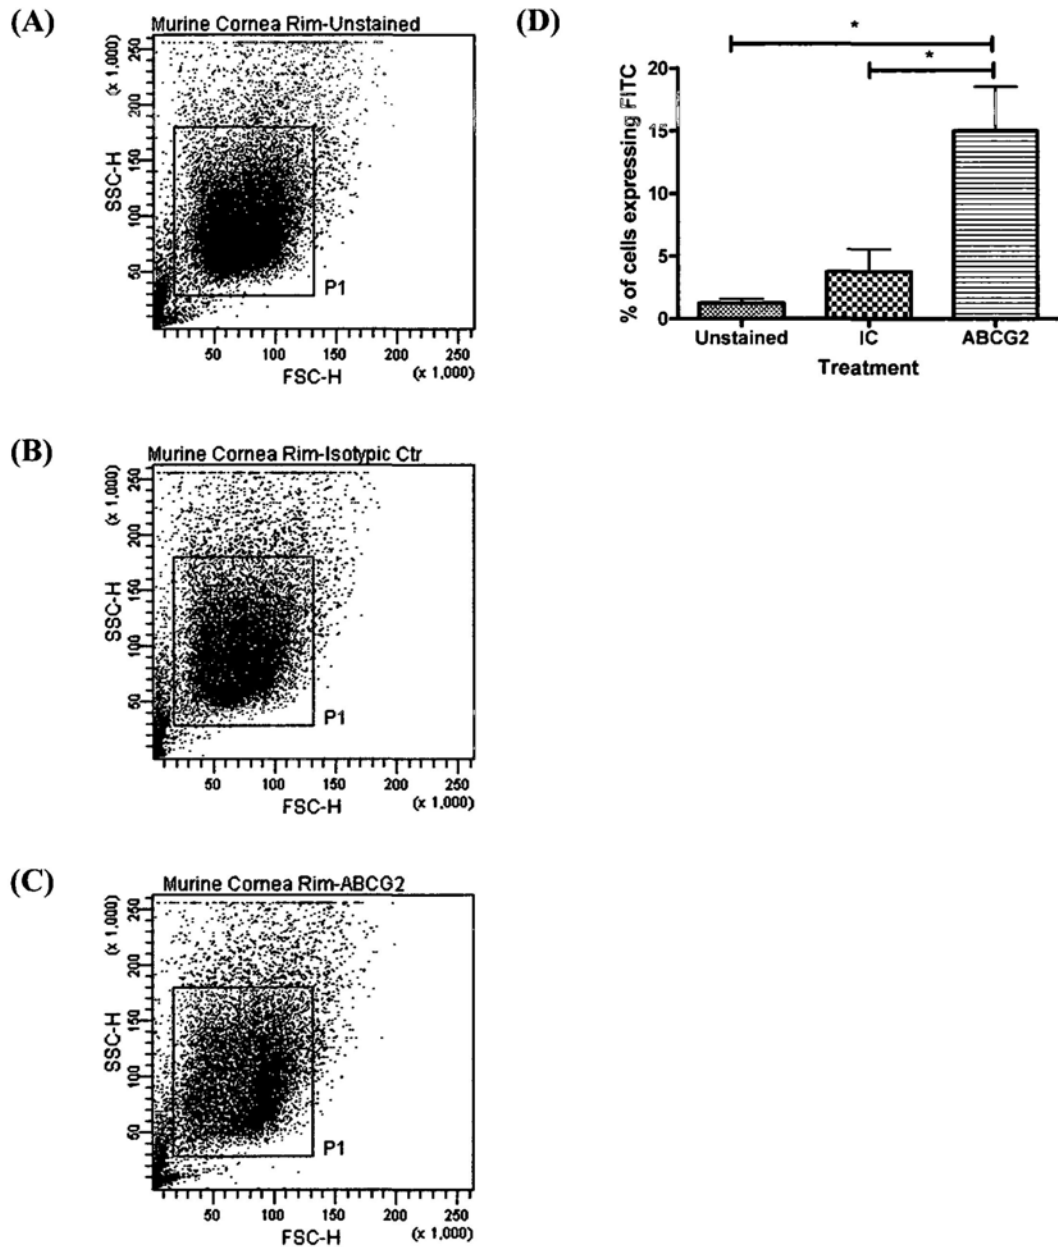 (A)
Murine Cornea Rim-Unstained
(x 1,000)
250
200
150
100
50
SSC-H
P1
50 100 150 200 250
FSC-H
(x 1,000)
(B)
Murine Cornea Rim-Isotypic Ctr
(x 1,000)
250
200
150
100
50
SSC-H
P1
50 100 150 200 250
FSC-H
(x 1,000)
(C)
Murine Cornea Rim-ABCG2
(x 1,000)
250
200
150
100
50
SSC-H
P1
50 100 150 200 250
FSC-H
(x 1,000)
(D)
*
*
% of cells expressing FITC
20
15
10
5
0
Unstained IC ABCG2
Treatment